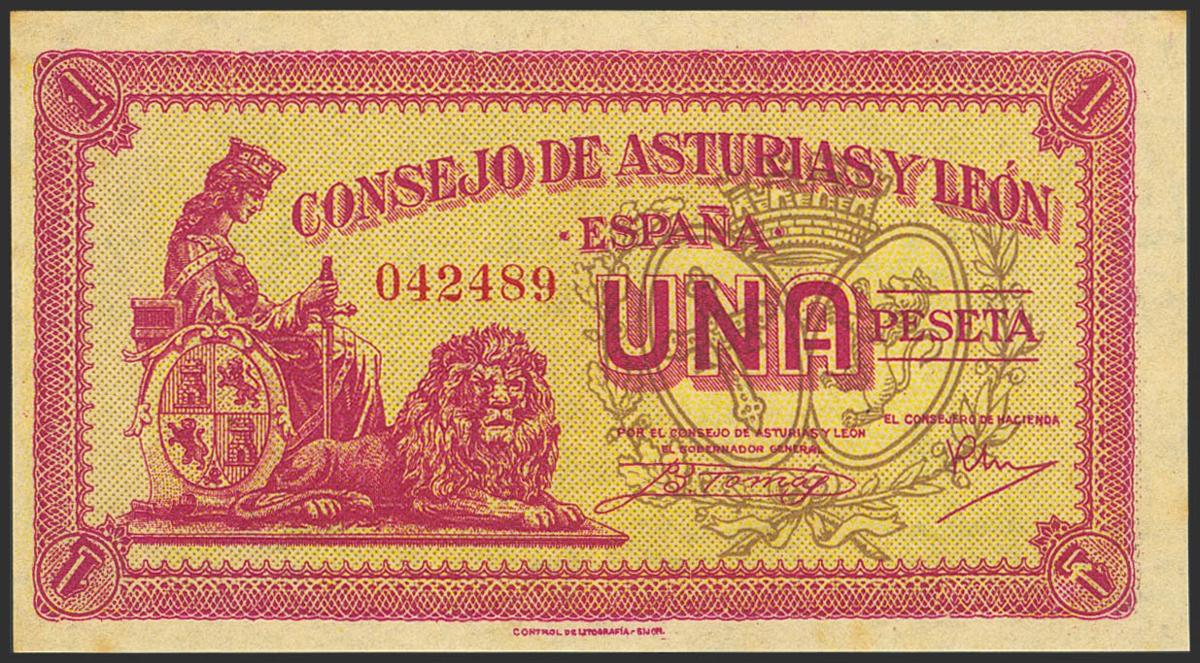 1 1
CONSEJO DE ASTURIAS Y LEÓN
· ESPAÑA ·
042489
UNA
PESETA
EL CONSEJERO DE HACIENDA
POR EL CONSEJO DE ASTURIAS Y LEÓN
EL GOBERNADOR GENERAL
B Tomás
1 1
CONTROL DE LITOGRAFÍA - GIJÓN.